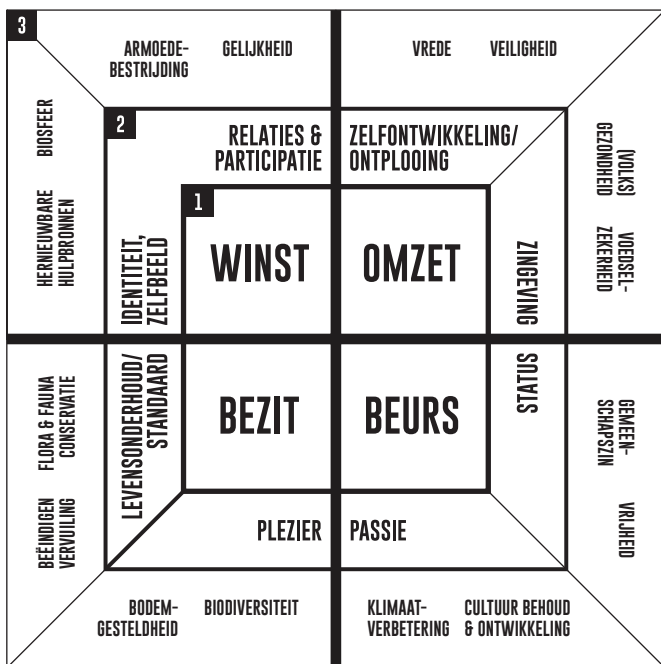 3
ARMOEDE-
BESTRIJDING
GELIJKHEID
VREDE
VEILIGHEID
BIOSFEER
HERNIEUWBARE
HULPBRONNEN
2
RELATIES &
PARTICIPATIE
ZELFONTWIKKELING/
ONTPLOOING
(VOLKS)
GEZONDHEID
VOEDSEL-
ZEKERHEID
1
IDENTITEIT,
ZELFBEELD
WINST
OMZET
ZINGEVING
FLORA & FAUNA
CONSERVATIE
BEËINDIGEN
VERVUILING
LEVENSONDERHOUD/
STANDAARD
BEZIT
BEURS
STATUS
GEMEEN-
SCHAPSZIN
VRIJHEID
PLEZIER
PASSIE
BODEM-
GESTELDHEID
BIODIVERSITEIT
KLIMAAT-
VERBETERING
CULTUUR BEHOUD
& ONTWIKKELING